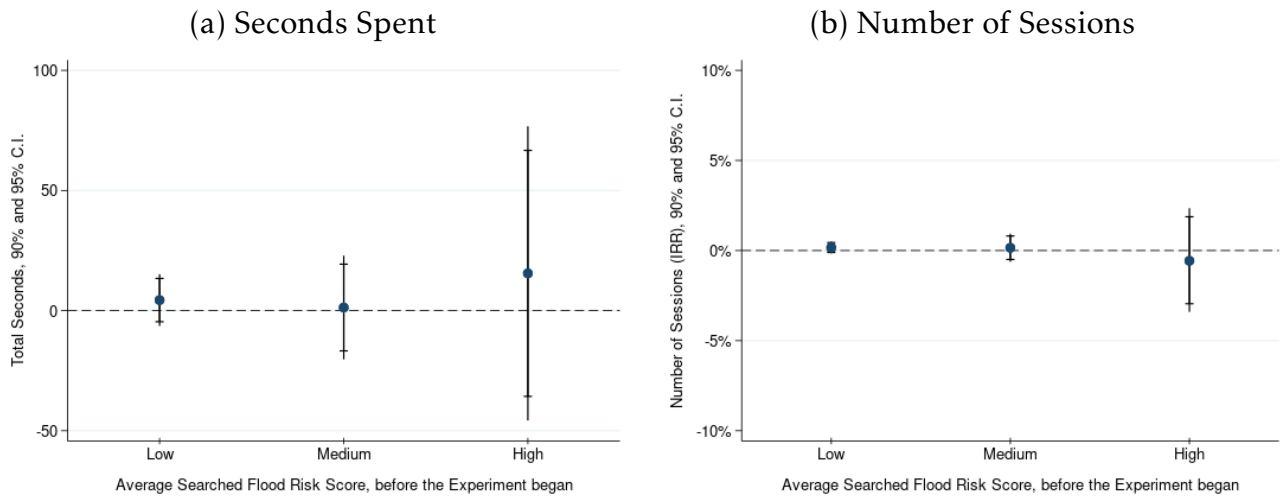 (a) Seconds Spent
Total Seconds, 90% and 95% C.I.
100
50
0
-50
Low Medium High
Average Searched Flood Risk Score, before the Experiment began
(b) Number of Sessions
Number of Sessions (IRR), 90% and 95% C.I.
10%
5%
0%
-5%
-10%
Low Medium High
Average Searched Flood Risk Score, before the Experiment began